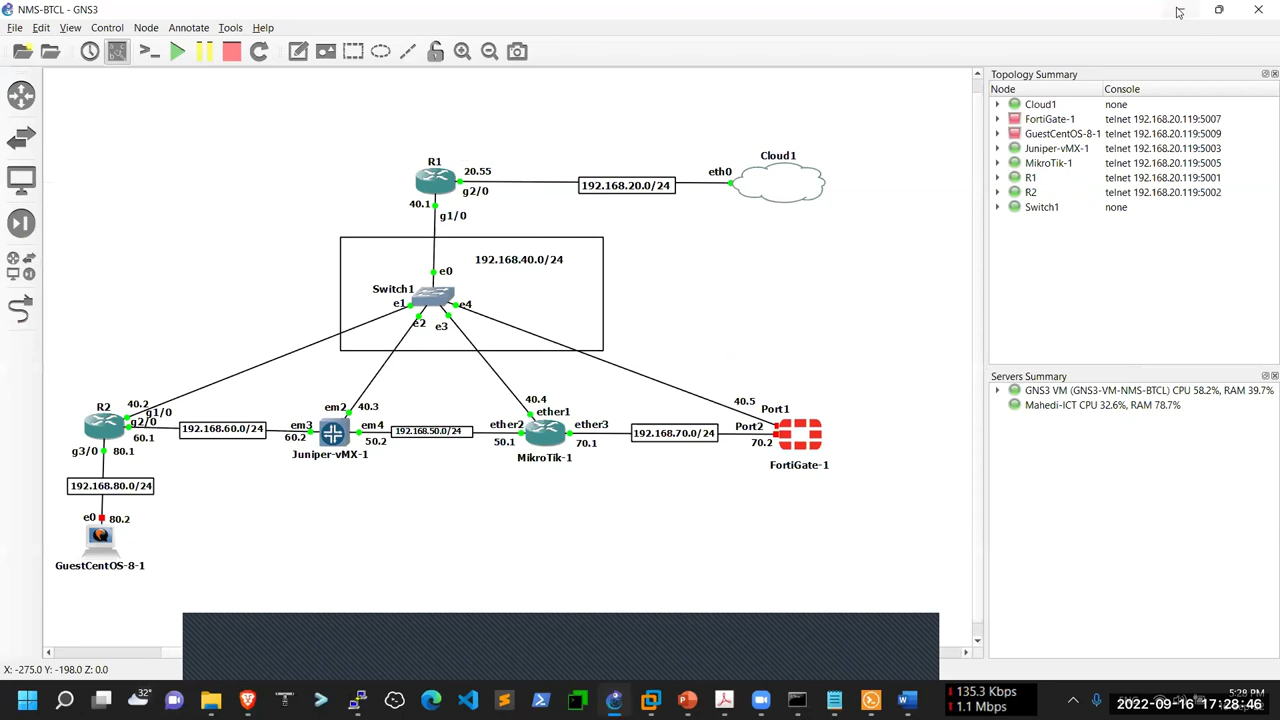 NMS-BTCL - GNS3
File Edit View Control Node Annotate Tools Help
Topology Summary
Node Console
Cloud1 none
FortiGate-1 telnet 192.168.20.119:5007
GuestCentOS-8-1 telnet 192.168.20.119:5009
Juniper-vMX-1 telnet 192.168.20.119:5003
MikroTik-1 telnet 192.168.20.119:5005
R1 telnet 192.168.20.119:5001
R2 telnet 192.168.20.119:5002
Switch1 none
Servers Summary
GNS3 VM (GNS3-VM-NMS-BTCL) CPU 58.2%, RAM 39.7%
Mahedi-ICT CPU 32.6%, RAM 78.7%
R1
20.55
g2/0
192.168.20.0/24
eth0
Cloud1
40.1
g1/0
192.168.40.0/24
e0
Switch1
e1
e4
e2
e3
R2
40.2
g1/0
g2/0
60.1
192.168.60.0/24
em2
40.3
em3
60.2
em4
50.2
Juniper-vMX-1
192.168.50.0/24
40.4
ether1
ether2
50.1
ether3
70.1
MikroTik-1
192.168.70.0/24
40.5
Port1
Port2
70.2
FortiGate-1
g3/0
80.1
192.168.80.0/24
e0
80.2
GuestCentOS-8-1
X: -275.0 Y: -198.0 Z: 0.0
32°
135.3 Kbps
1.1 Mbps
5:28 PM
2022-09-16 17:28:46